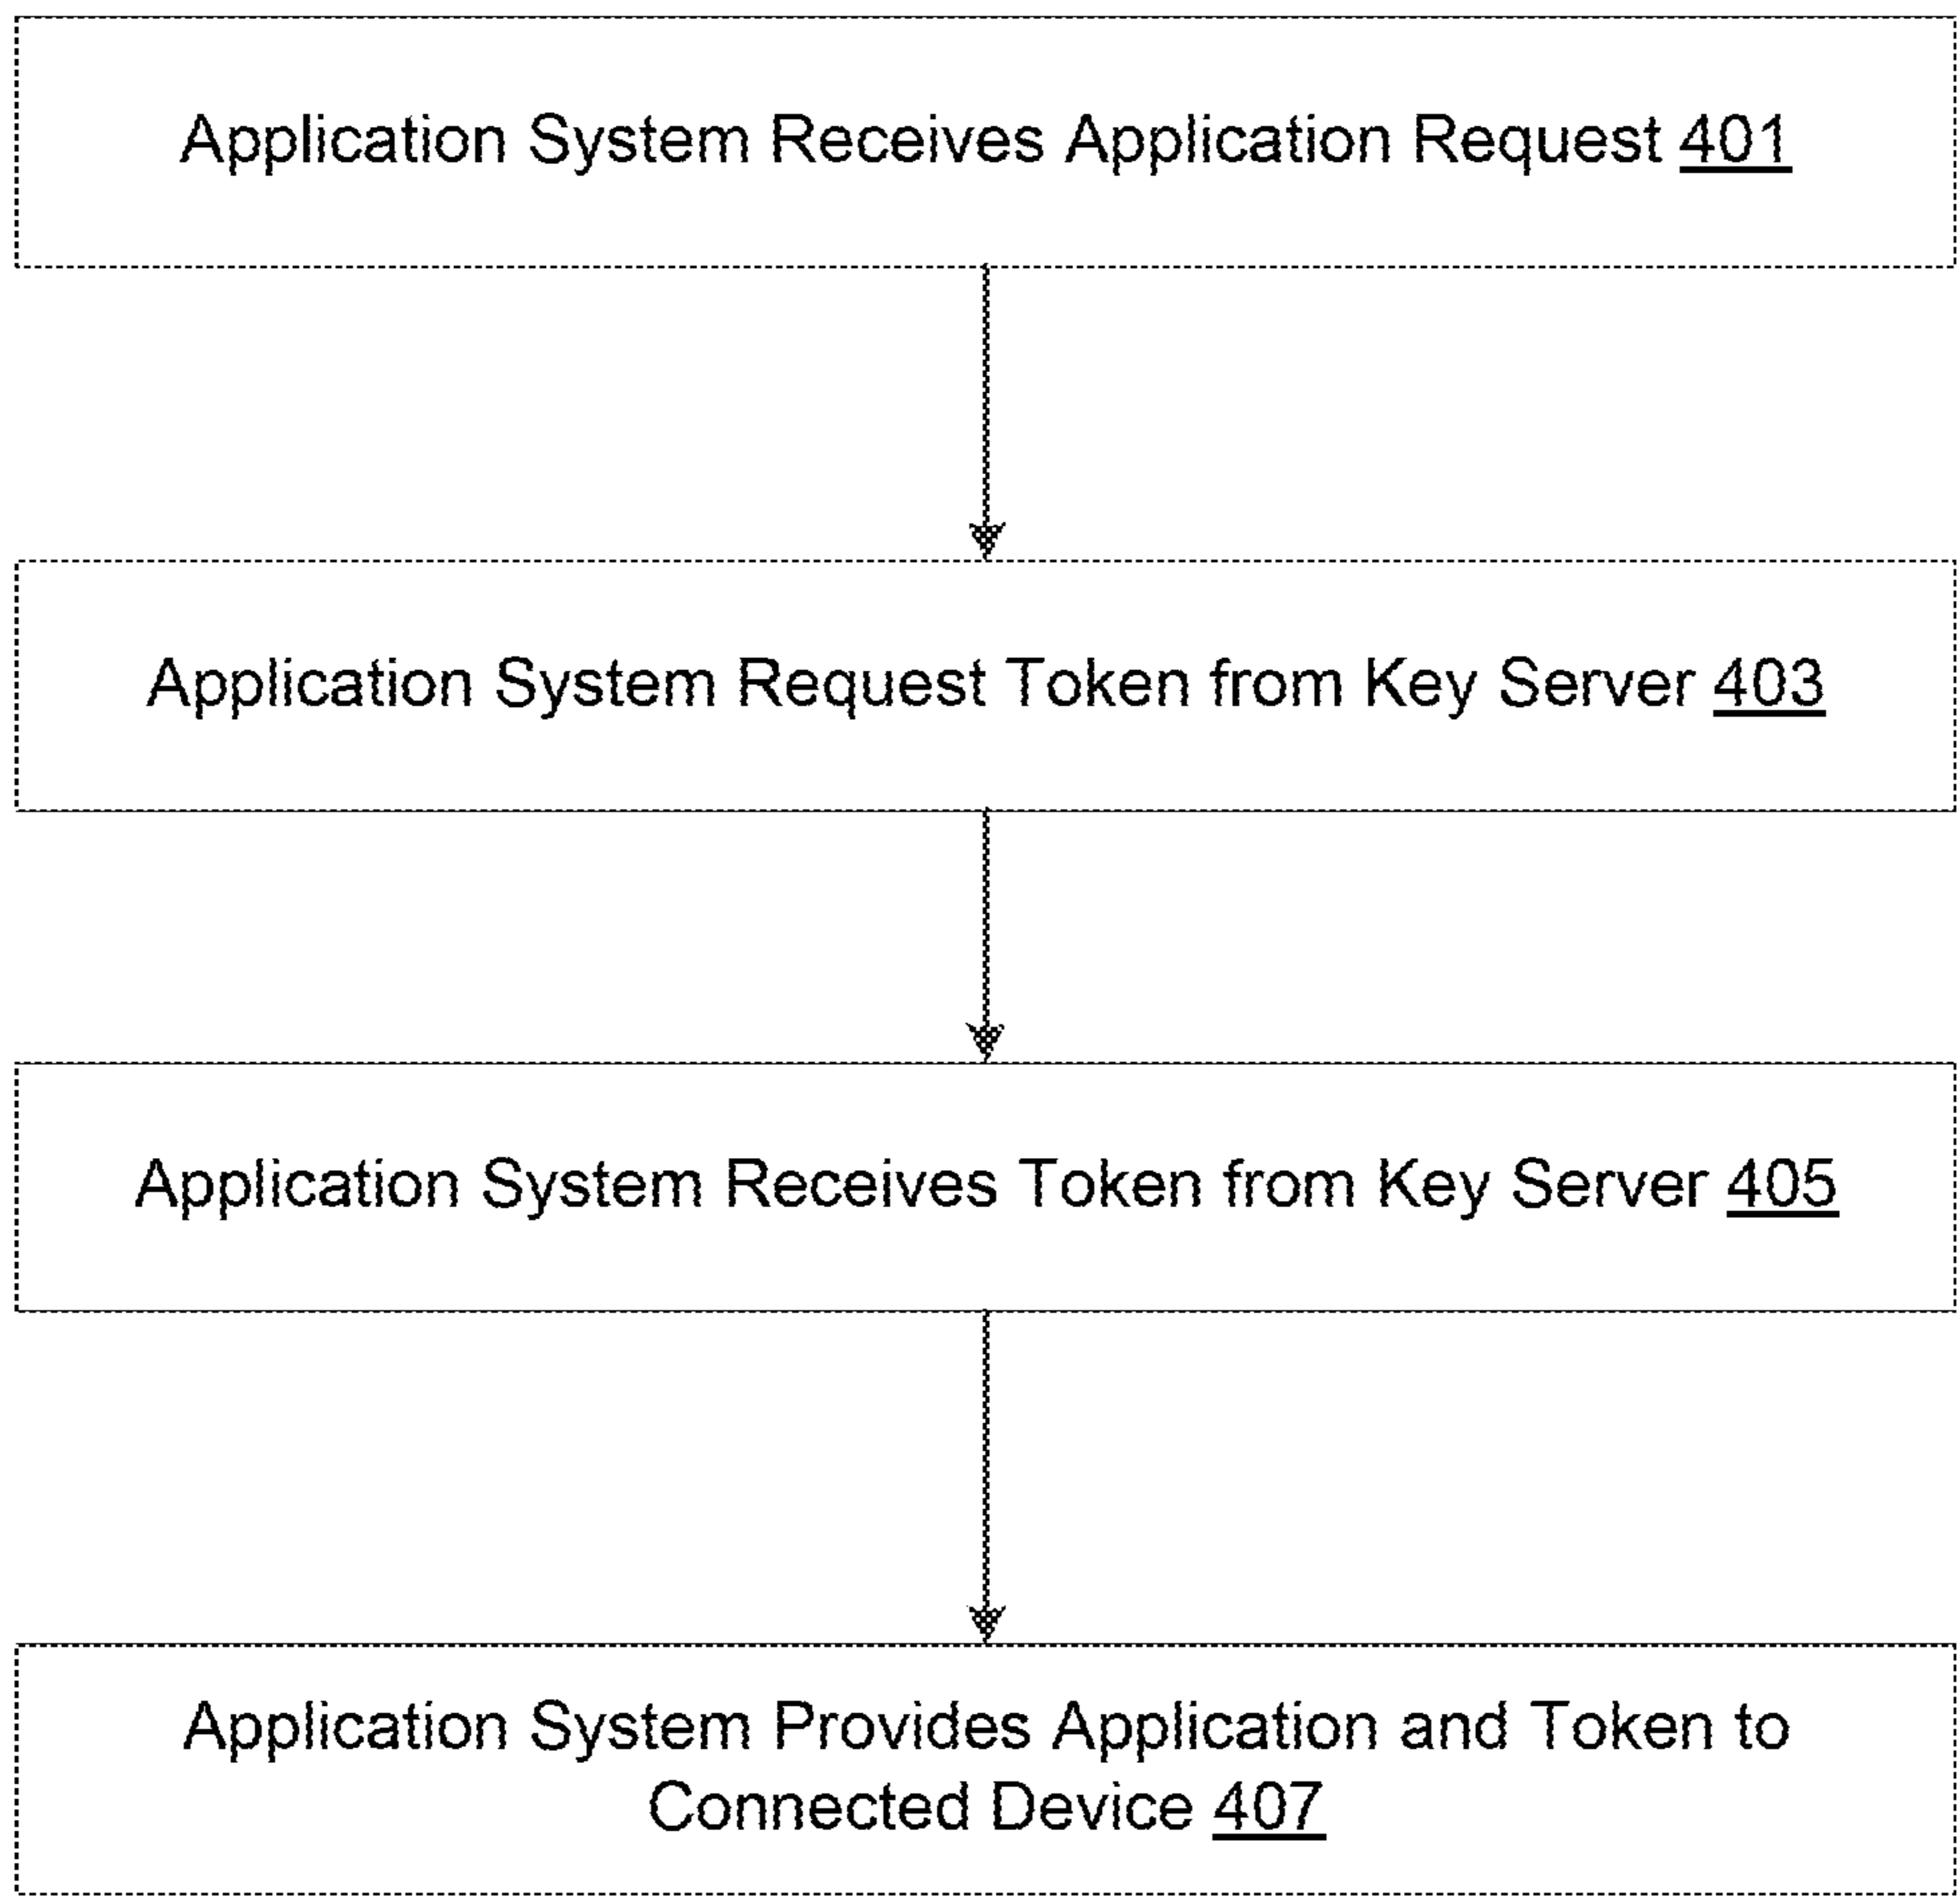 Application System Receives Application Request 401
Application System Request Token from Key Server 403
Application System Receives Token from Key Server 405
Application System Provides Application and Token to
Connected Device 407